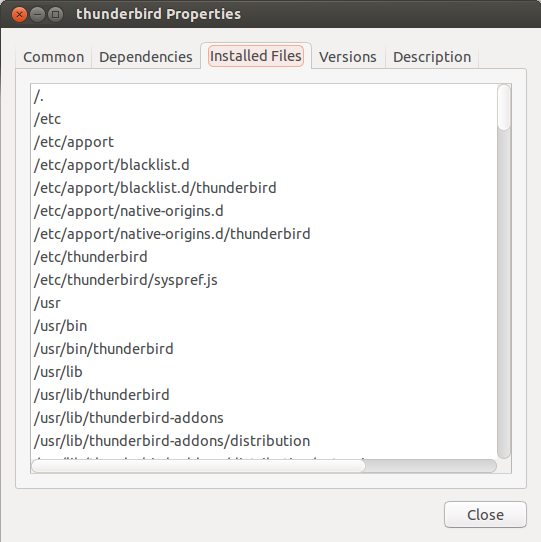 thunderbird Properties
Common Dependencies Installed Files Versions Description
/.
/etc
/etc/apport
/etc/apport/blacklist.d
/etc/apport/blacklist.d/thunderbird
/etc/apport/native-origins.d
/etc/apport/native-origins.d/thunderbird
/etc/thunderbird
/etc/thunderbird/syspref.js
/usr
/usr/bin
/usr/bin/thunderbird
/usr/lib
/usr/lib/thunderbird
/usr/lib/thunderbird-addons
/usr/lib/thunderbird-addons/distribution
Close